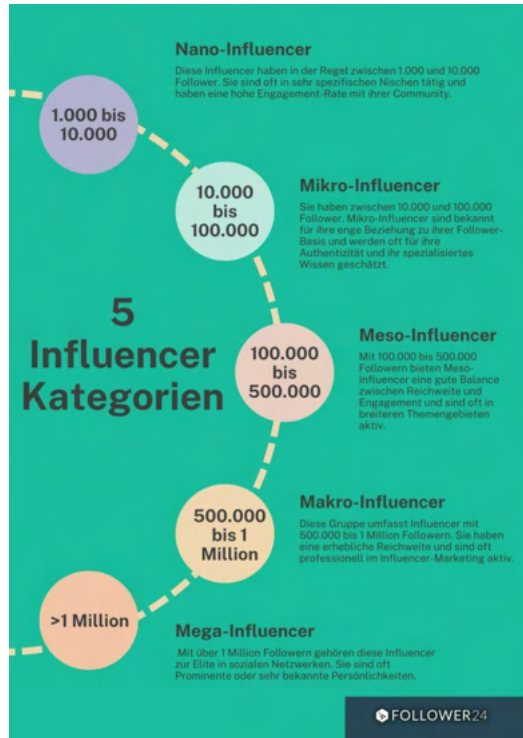 Nano-Influencer
Diese Influencer haben in der Regel zwischen 1.000 und 10.000
Follower. Sie sind oft in sehr spezifischen Nischen tätig und
haben eine hohe Engagement-Rate mit ihrer Community.
1.000 bis
10.000
10.000
bis
100.000
Mikro-Influencer
Sie haben zwischen 10.000 und 100.000
Follower. Mikro-Influencer sind bekannt
für ihre enge Beziehung zu ihrer Follower-
Basis und werden oft für ihre
Authentizität und ihr spezialisiertes
Wissen geschätzt.
5
Influencer
Kategorien
100.000
bis
500.000
Meso-Influencer
Mit 100.000 bis 500.000
Followern bieten Meso-
Influencer eine gute Balance
zwischen Reichweite und
Engagement und sind oft in
breiteren Themengebieten
aktiv.
500.000
bis 1
Million
Makro-Influencer
Diese Gruppe umfasst Influencer mit
500.000 bis 1 Million Followern. Sie haben
eine erhebliche Reichweite und sind oft
professionell im Influencer-Marketing aktiv.
>1 Million
Mega-Influencer
Mit über 1 Million Followern gehören diese Influencer
zur Elite in sozialen Netzwerken. Sie sind oft
Prominente oder sehr bekannte Persönlichkeiten.
FOLLOWER24